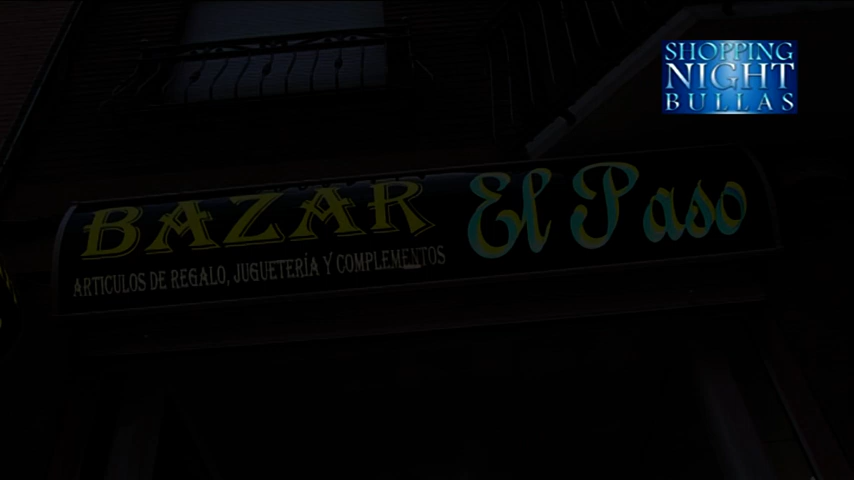 SHOPPING
NIGHT
BULLAS
BAZAR El Paso
ARTICULOS DE REGALO, JUGUETERÍA Y COMPLEMENTOS